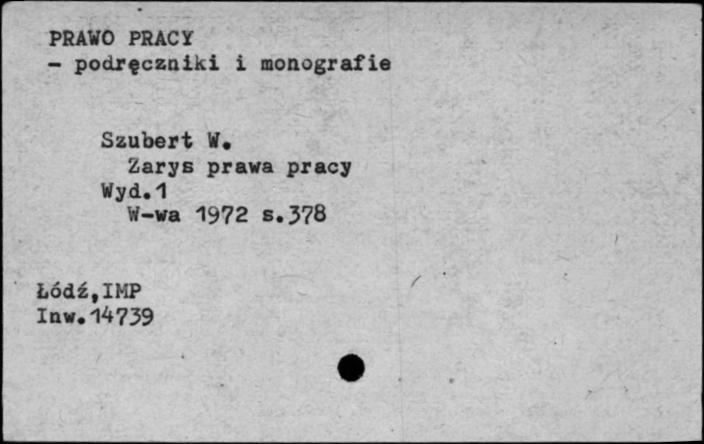 PRAWO PRACY
- podręczniki i monografie
Szubert W.
Zarys prawa pracy
Wyd.1
W-wa 1972 s.378
Łódź,IMP
Inw.14739